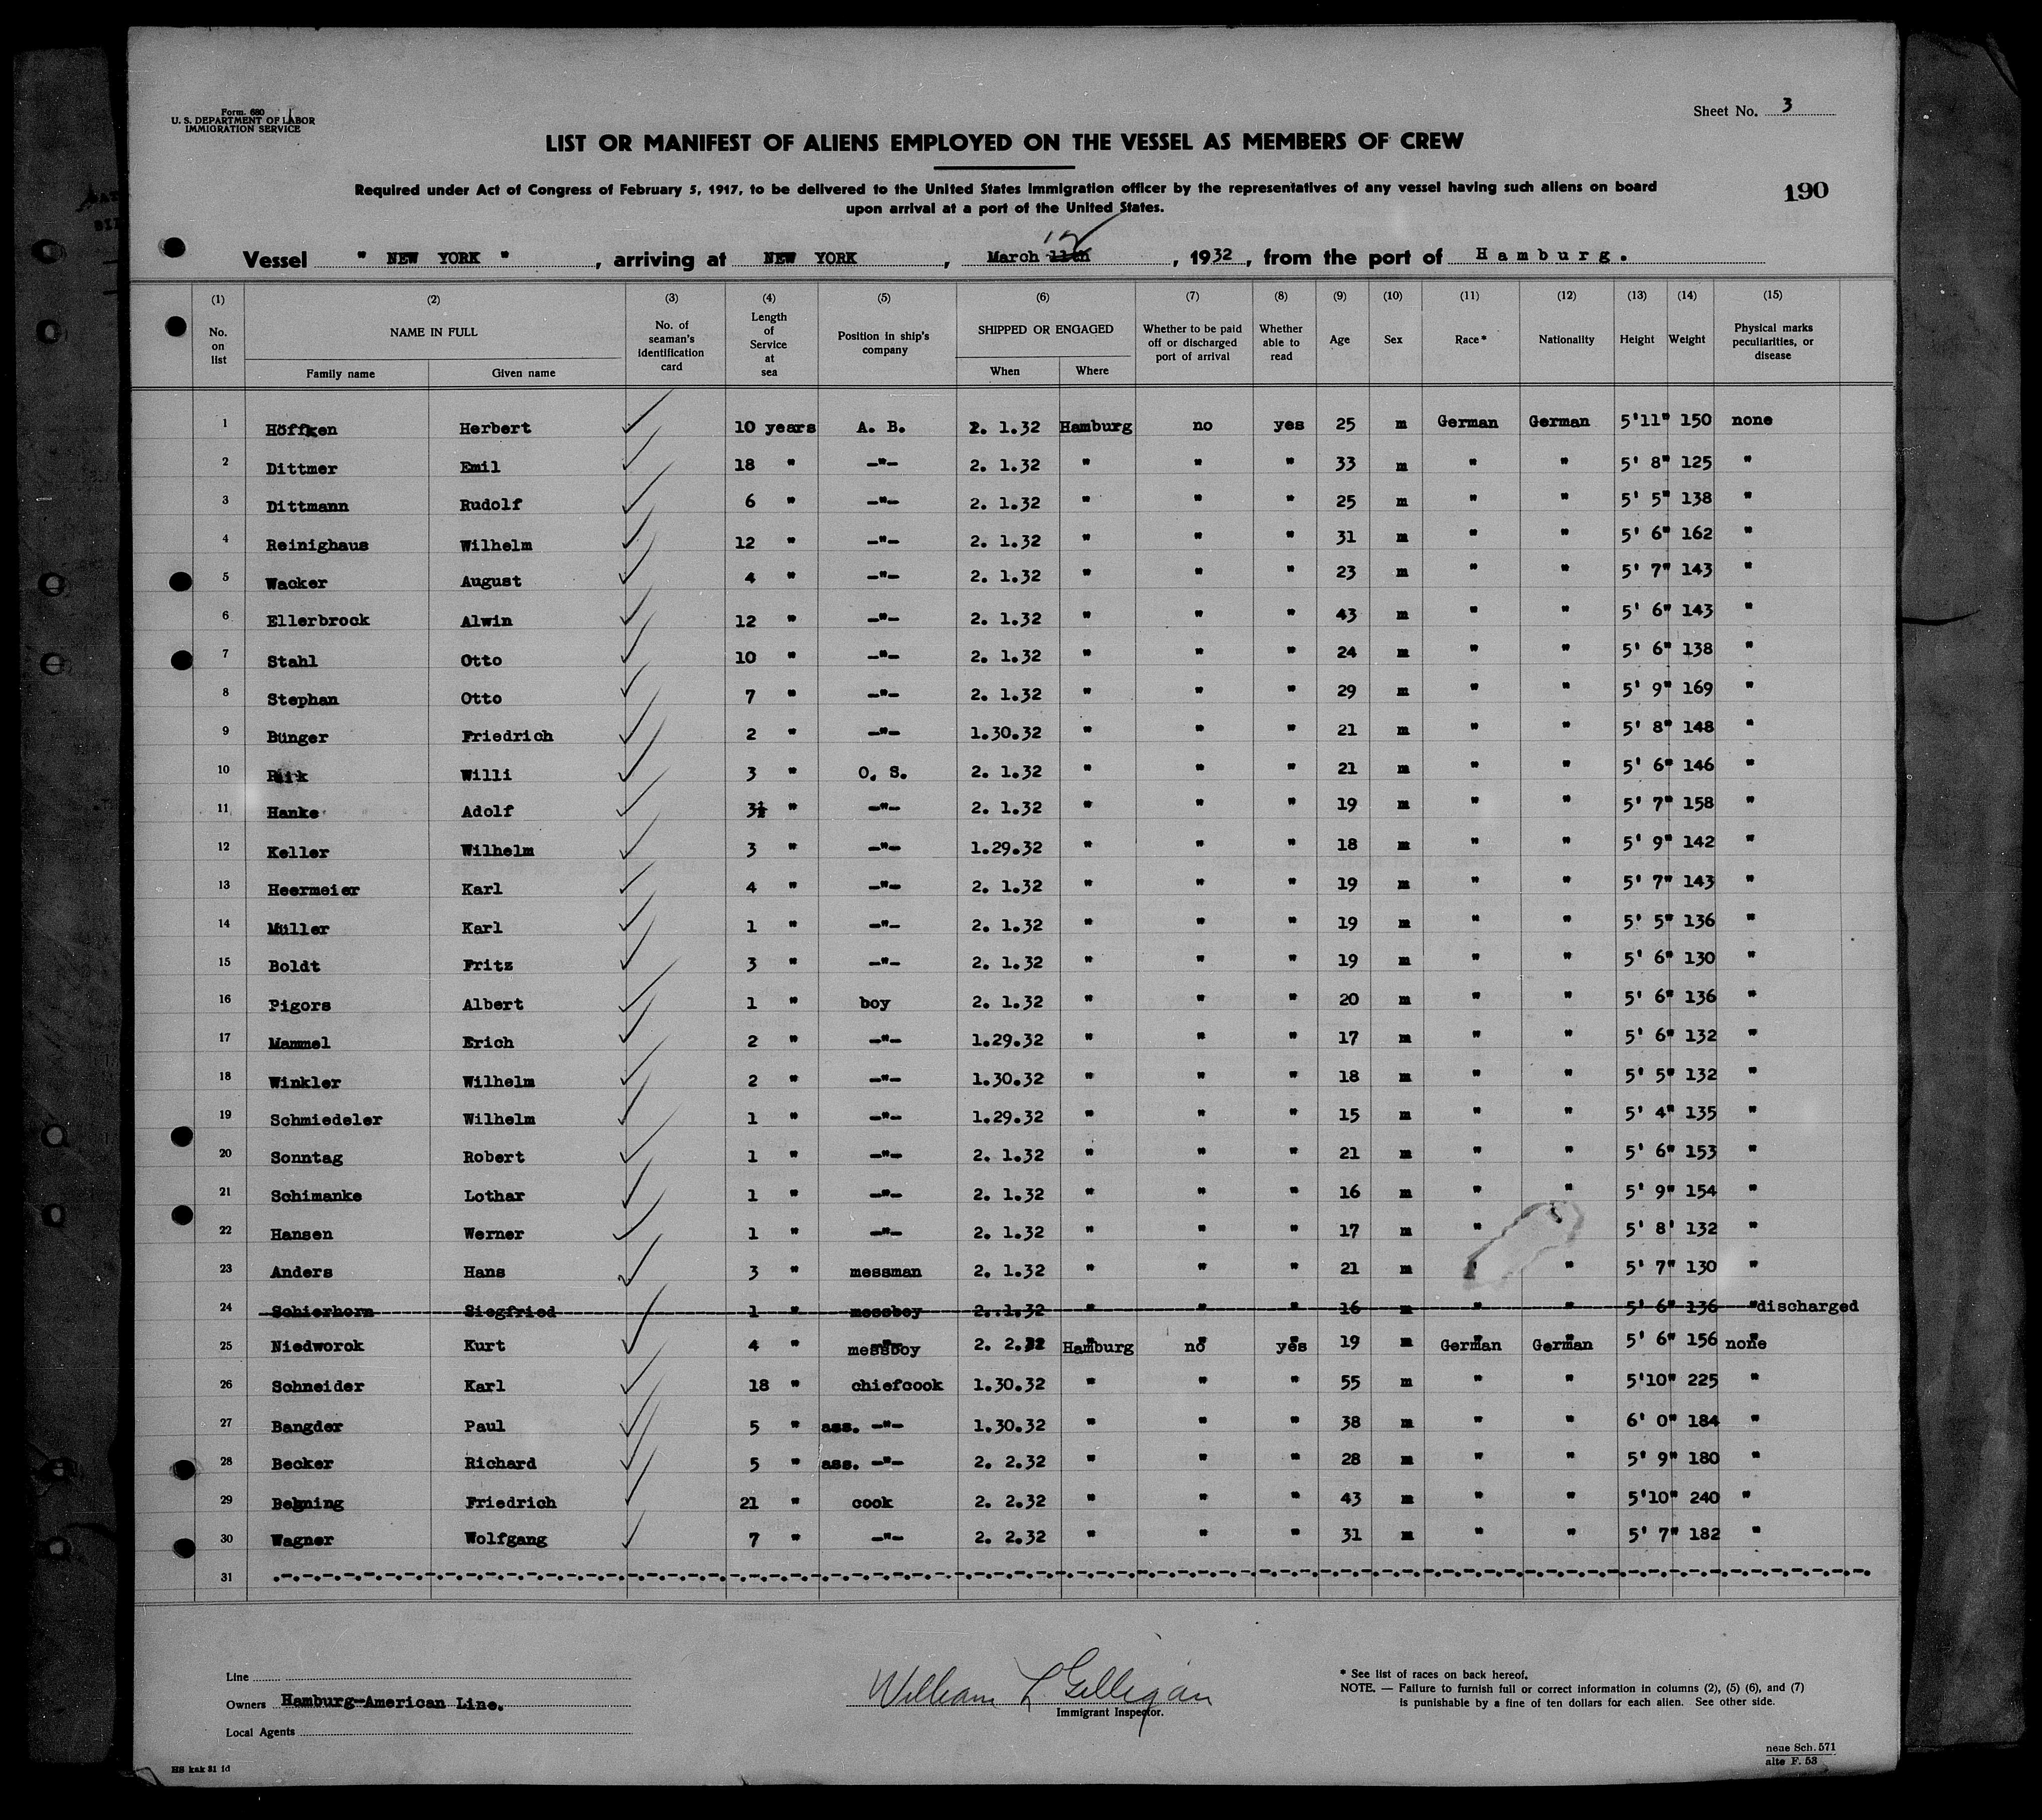 Form. 680
U. S. DEPARTMENT OF LABOR
IMMIGRATION SERVICE
Sheet No. 3
LIST OR MANIFEST OF ALIENS EMPLOYED ON THE VESSEL AS MEMBERS OF CREW
Required under Act of Congress of February 5, 1917, to be delivered to the United States Immigration officer by the representatives of any vessel having such aliens on board
upon arrival at a port of the United States.
190
Vessel " NEW YORK ", arriving at NEW YORK, March 11th 12, 1932, from the port of Hamburg.
(1) (2) (3) (4) (5) (6) (7) (8) (9) (10) (11) (12) (13) (14) (15)
No. on list NAME IN FULL Family name Given name No. of seaman's identification card Length of Service at sea Position in ship's company SHIPPED OR ENGAGED When Where Whether to be paid off or discharged port of arrival Whether able to read Age Sex Race* Nationality Height Weight Physical marks peculiarities, or disease
1 Höffken Herbert 10 years A. B. 2. 1.32 Hamburg no yes 25 m German German 5'11" 150 none
2 Dittmer Emil 18 " -"- 2. 1.32 " " " 33 m " " 5' 8" 125 "
3 Dittmann Rudolf 6 " -"- 2. 1.32 " " " 25 m " " 5' 5" 138 "
4 Reinighaus Wilhelm 12 " -"- 2. 1.32 " " " 31 m " " 5' 6" 162 "
5 Wacker August 4 " -"- 2. 1.32 " " " 23 m " " 5' 7" 143 "
6 Ellerbrock Alwin 12 " -"- 2. 1.32 " " " 43 m " " 5' 6" 143 "
7 Stahl Otto 10 " -"- 2. 1.32 " " " 24 m " " 5' 6" 138 "
8 Stephan Otto 7 " -"- 2. 1.32 " " " 29 m " " 5' 9" 169 "
9 Bünger Friedrich 2 " -"- 1.30.32 " " " 21 m " " 5' 8" 148 "
10 Willi 3 " O. S. 2. 1.32 " " " 21 m " " 5' 6" 146 "
11 Hanke Adolf 3½ " -"- 2. 1.32 " " " 19 m " " 5' 7" 158 "
12 Keller Wilhelm 3 " -"- 1.29.32 " " " 18 m " " 5' 9" 142 "
13 Heermeier Karl 4 " -"- 2. 1.32 " " " 19 m " " 5' 7" 143 "
14 Müller Karl 1 " -"- 2. 1.32 " " " 19 m " " 5' 5" 136 "
15 Boldt Fritz 3 " -"- 2. 1.32 " " " 19 m " " 5' 6" 130 "
16 Pigors Albert 1 " boy 2. 1.32 " " " 20 m " " 5' 6" 136 "
17 Mammel Erich 2 " -"- 1.29.32 " " " 17 m " " 5' 6" 132 "
18 Winkler Wilhelm 2 " -"- 1.30.32 " " " 18 m " " 5' 5" 132 "
19 Schmiedeler Wilhelm 1 " -"- 1.29.32 " " " 15 m " " 5' 4" 135 "
20 Sonntag Robert 1 " -"- 2. 1.32 " " " 21 m " " 5' 6" 153 "
21 Schimanke Lothar 1 " -"- 2. 1.32 " " " 16 m " " 5' 9" 154 "
22 Hansen Werner 1 " -"- 2. 1.32 " " " 17 m " 5' 8' 132 "
23 Anders Hans 3 " messman 2. 1.32 " " " 21 m " " 5' 7" 130 "
24 Schierhorn Siegfried 1 " messboy 2. 1.32 " " " 16 m " " 5' 6" 136 "discharged
25 Niedworok Kurt 4 " messboy 2. 2.32 Hamburg no yes 19 m German German 5' 6" 156 none
26 Schneider Karl 18 " chiefcook 1.30.32 " " " 55 m " " 5'10" 225 "
27 Bangder Paul 5 " ass. -"- 1.30.32 " " " 38 m " " 6' 0" 184 "
28 Becker Richard 5 " ass. -"- 2. 2.32 " " " 28 m " " 5' 9" 180 "
29 Friedrich 21 " cook 2. 2.32 " " " 43 m " " 5'10" 240 "
30 Wagner Wolfgang 7 " -"- 2. 2.32 " " " 31 m " " 5' 7" 182 "
31
Line
Owners Hamburg-American Line.
Local Agents
William L Gilligan
Immigrant Inspector.
* See list of races on back hereof.
NOTE. — Failure to furnish full or correct information in columns (2), (5) (6), and (7)
is punishable by a fine of ten dollars for each alien. See other side.
neue Sch. 571
alte F. 53
HS kak 31 1d